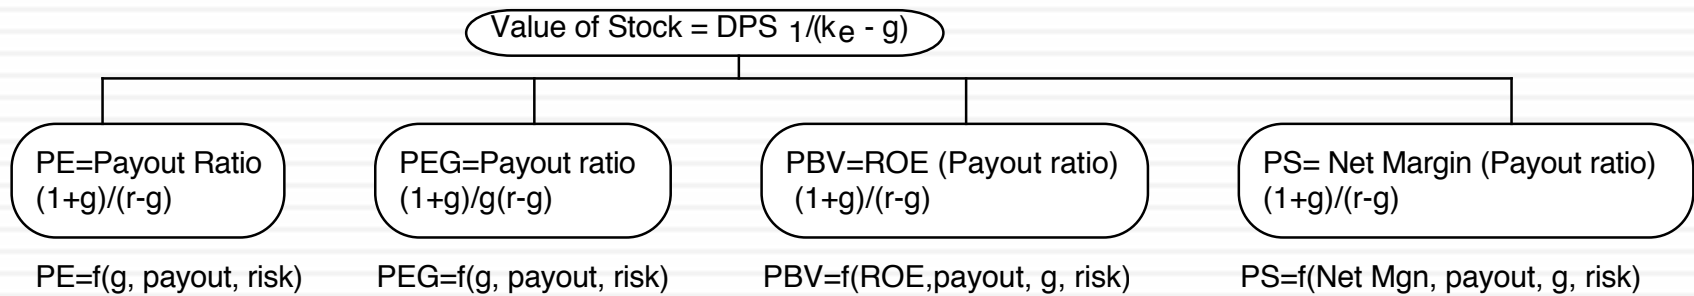 Value of Stock = DPS 1/(ke - g)
PE=Payout Ratio
(1+g)/(r-g)
PEG=Payout ratio
(1+g)/g(r-g)
PBV=ROE (Payout ratio)
(1+g)/(r-g)
PS= Net Margin (Payout ratio)
(1+g)/(r-g)
PE=f(g, payout, risk)
PEG=f(g, payout, risk)
PBV=f(ROE,payout, g, risk)
PS=f(Net Mgn, payout, g, risk)